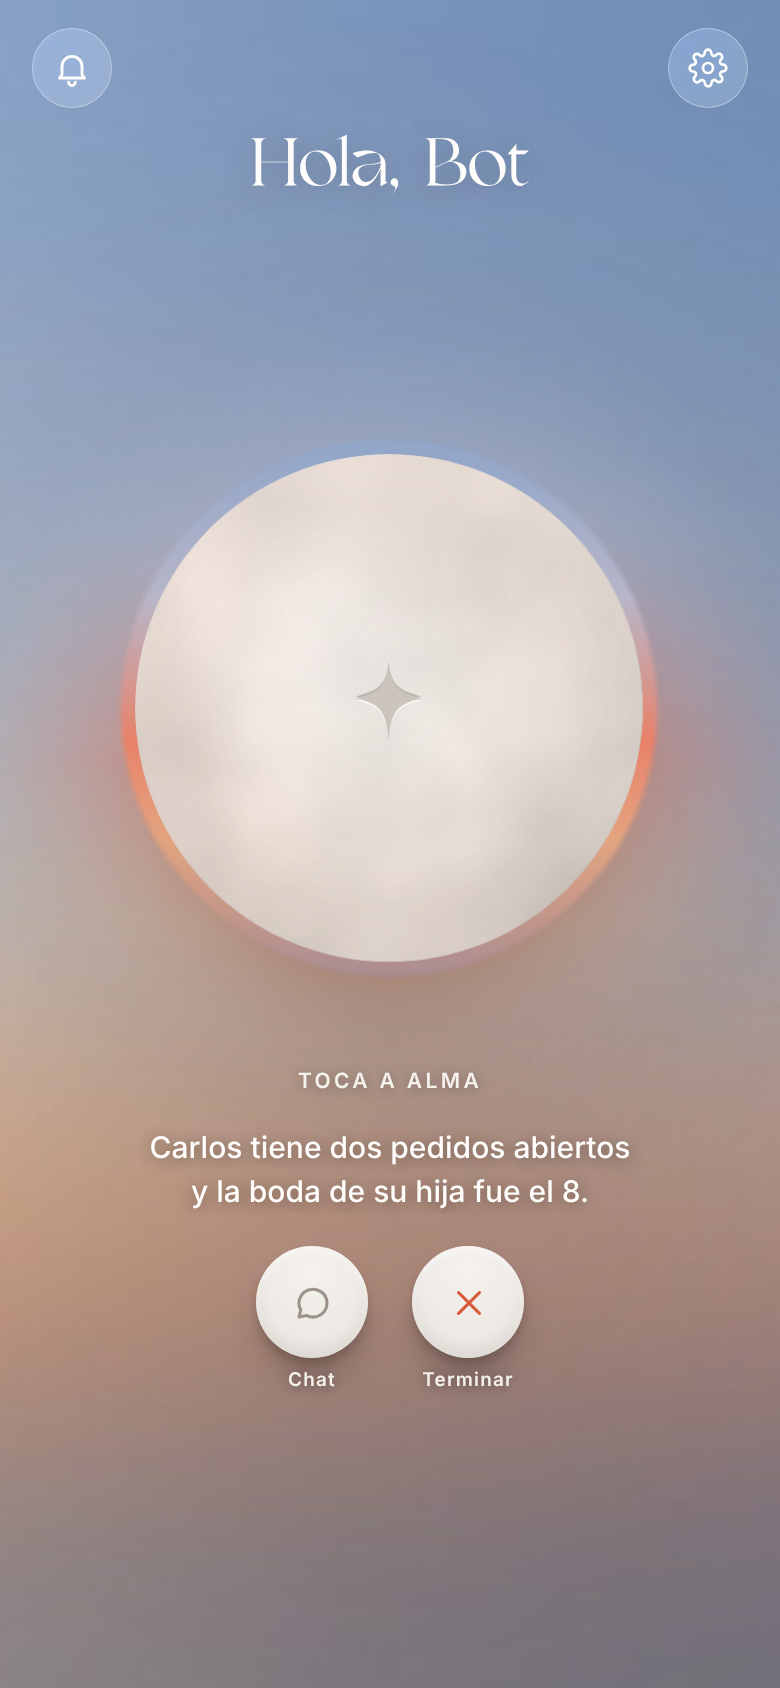 Hola, Bot
TOCA A ALMA
Carlos tiene dos pedidos abiertos
y la boda de su hija fue el 8.
Chat
Terminar